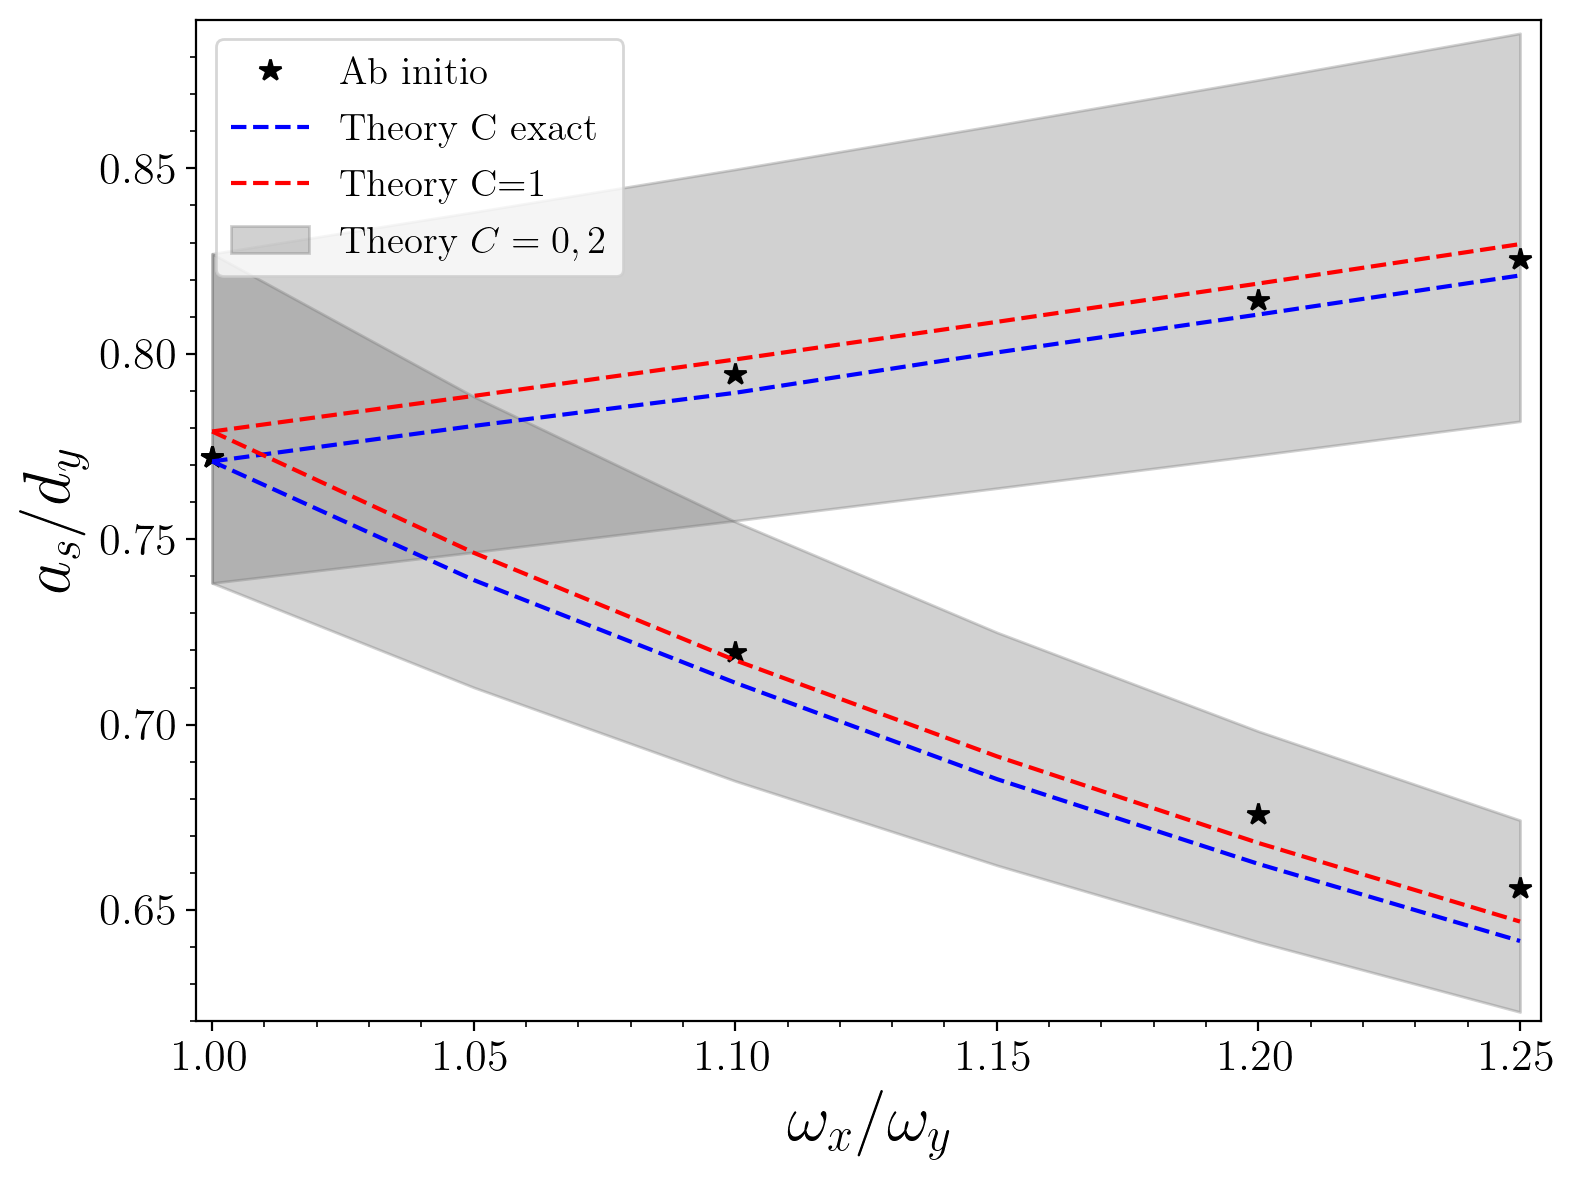 Ab initio
Theory C exact
Theory C=1
Theory C = 0, 2
0.85
0.80
0.75
0.70
0.65
a_s/d_y
1.00 1.05 1.10 1.15 1.20 1.25
ω_x/ω_y